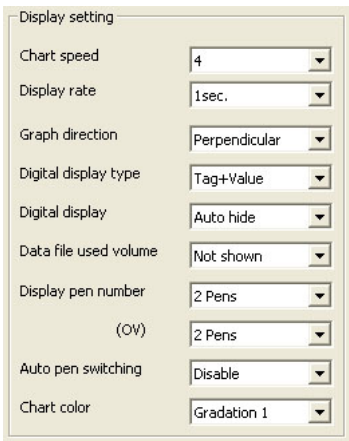 Display setting
Chart speed 4
Display rate 1sec.
Graph direction Perpendicular
Digital display type Tag+Value
Digital display Auto hide
Data file used volume Not shown
Display pen number 2 Pens
(OV) 2 Pens
Auto pen switching Disable
Chart color Gradation 1